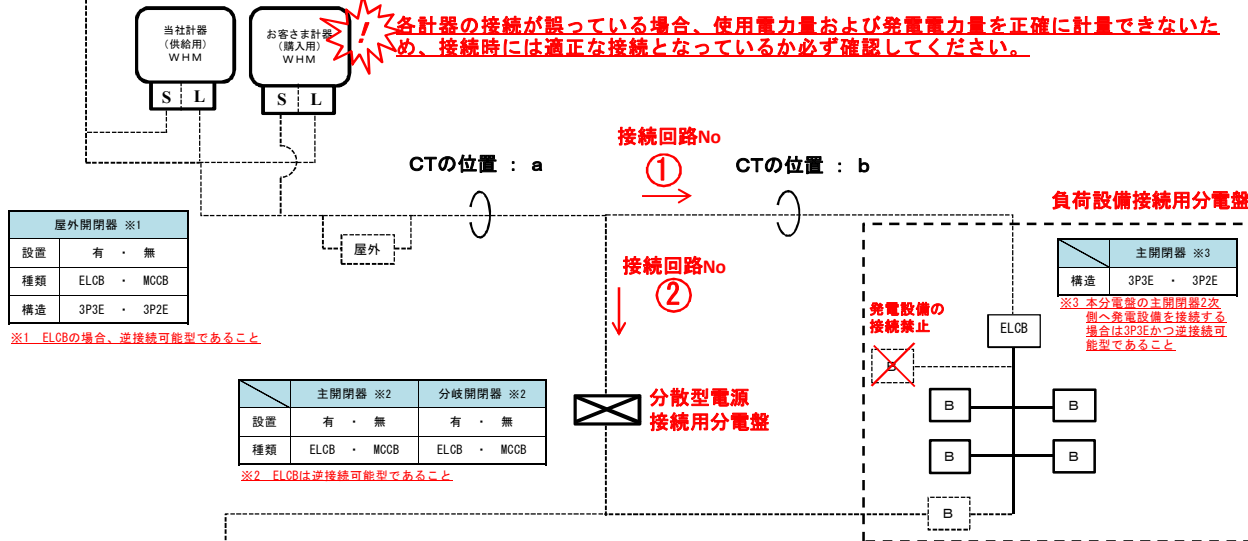 当社計器
(供給用)
WHM
S L
お客さま計器
(購入用)
WHM
S L
!
各計器の接続が誤っている場合、使用電力量および発電電力量を正確に計量できないた
め、接続時には適正な接続となっているか必ず確認してください。
接続回路No
①
CTの位置 : a
CTの位置 : b
負荷設備接続用分電盤
屋外開閉器 ※1
設置 有 ・ 無
種類 ELCB ・ MCCB
構造 3P3E ・ 3P2E
※1 ELCBの場合、逆接続可能型であること
屋外
接続回路No
②
主開閉器 ※3
構造 3P3E ・ 3P2E
※3 本分電盤の主開閉器2次
側へ発電設備を接続する
場合は3P3Eかつ逆接続可
能型であること
発電設備の
接続禁止
ELCB
B
主開閉器 ※2 分岐開閉器 ※2
設置 有 ・ 無 有 ・ 無
種類 ELCB ・ MCCB ELCB ・ MCCB
※2 ELCBは逆接続可能型であること
分散型電源
接続用分電盤
B B
B B
B